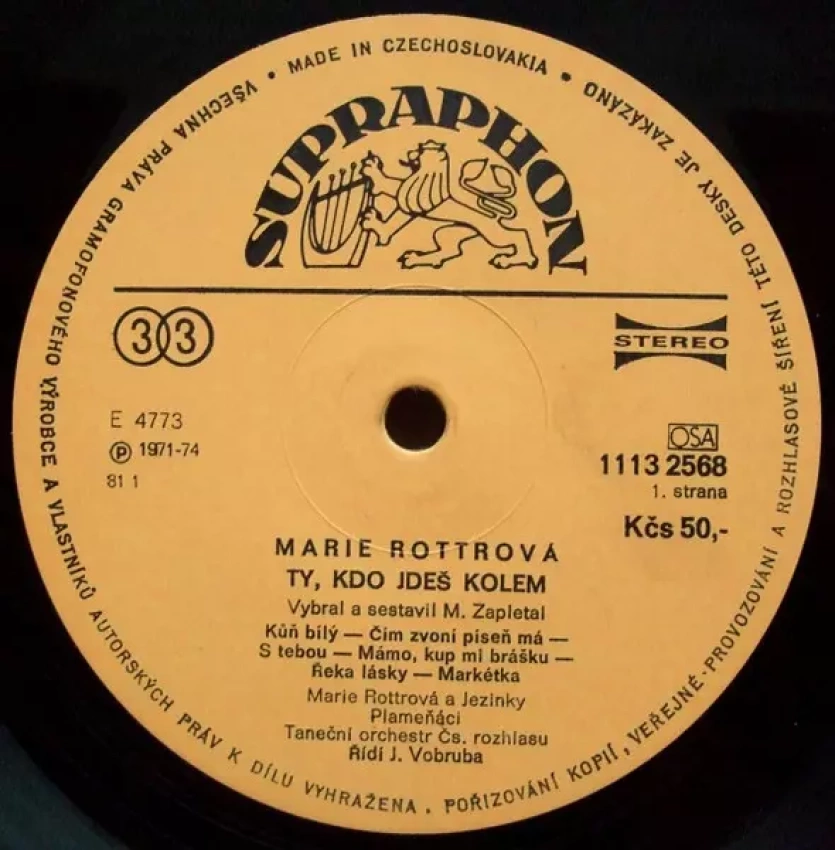 MADE IN CZECHOSLOVAKIA •
VŠECHNA PRÁVA GRAMOFONOVÉHO VÝROBCE A VLASTNÍKŮ AUTORSKÝCH PRÁV K DÍLU VYHRAŽENA . POŘIZOVÁNÍ KOPIÍ, VEŘEJNÉ PROVOZOVÁNÍ A ROZHLASOVÉ ŠÍŘENÍ TÉTO DESKY JE ZAKÁZÁNO •
SUPRAPHON
33
STEREO
E 4773
Ⓟ 1971-74
81 1
OSA
1113 2568
1. strana
Kčs 50,-
MARIE ROTTROVÁ
TY, KDO JDEŠ KOLEM
Vybral a sestavil M. Zapletal
Kůň bílý — Čím zvoní píseň má —
S tebou — Mámo, kup mi brášku —
Řeka lásky — Markétka
Marie Rottrová a Jezinky
Plameňáci
Taneční orchestr Čs. rozhlasu
Řídí J. Vobruba